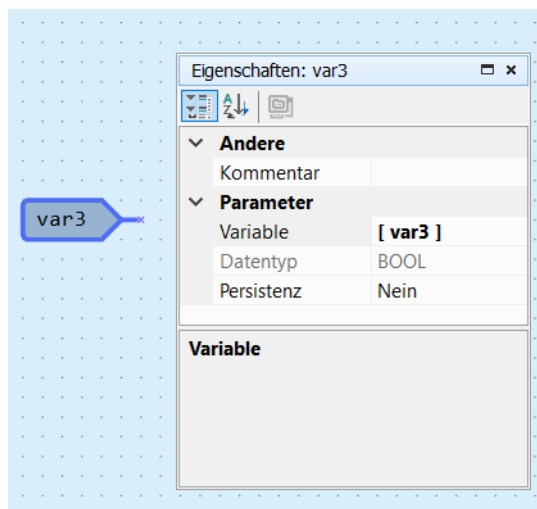 Eigenschaften: var3
Andere
Kommentar
var3
Parameter
Variable [ var3 ]
Datentyp BOOL
Persistenz Nein
Variable